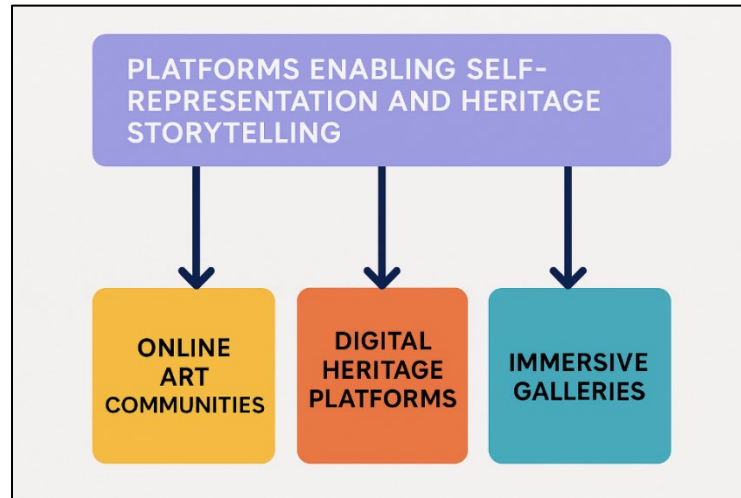 PLATFORMS ENABLING SELF-
REPRESENTATION AND HERITAGE
STORYTELLING
ONLINE
ART
COMMUNITIES
DIGITAL
HERITAGE
PLATFORMS
IMMERSIVE
GALLERIES